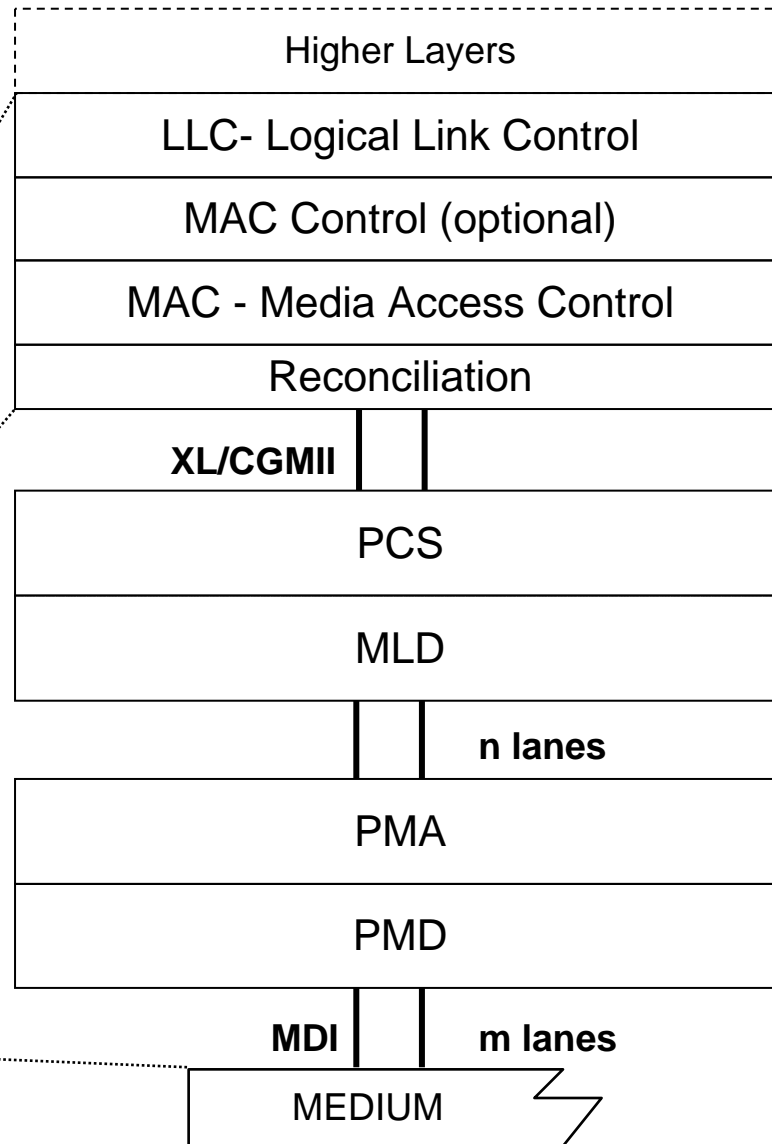 Higher Layers
LLC- Logical Link Control
MAC Control (optional)
MAC - Media Access Control
Reconciliation
XL/CGMII
PCS
MLD
n lanes
PMA
PMD
MDI m lanes
MEDIUM